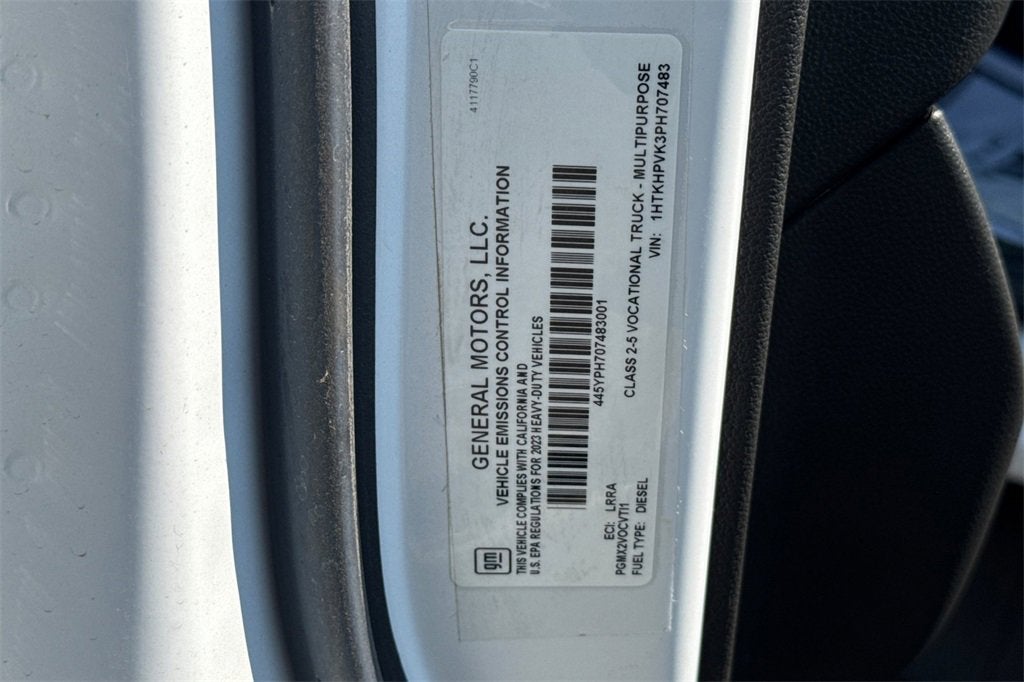 4117790C1
GENERAL MOTORS, LLC.
VEHICLE EMISSIONS CONTROL INFORMATION
gm
THIS VEHICLE COMPLIES WITH CALIFORNIA AND
U.S. EPA REGULATIONS FOR 2023 HEAVY-DUTY VEHICLES
445YPH707483001
ECI: LRRA
PGMX2VOCVTI1
FUEL TYPE: DIESEL
CLASS 2-5 VOCATIONAL TRUCK - MULTIPURPOSE
VIN: 1HTKHPVK3PH707483